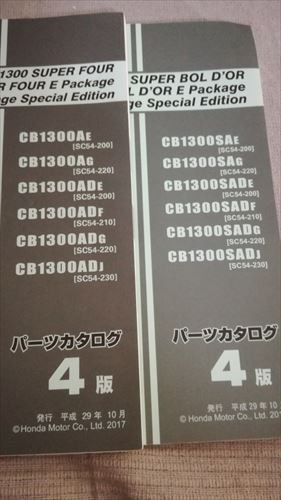 1300 SUPER FOUR
R FOUR E Package
ge Special Edition
CB1300AE
[SC54-200]
CB1300AG
[SC54-220]
CB1300ADE
[SC54-200]
CB1300ADF
[SC54-210]
CB1300ADG
[SC54-220]
CB1300ADJ
[SC54-230]
パーツカタログ
4版
発行 平成 29年 10月
©Honda Motor Co., Ltd. 2017
SUPER BOL D'OR
L D'OR E Package
ge Special Edition
CB1300SAE
[SC54-200]
CB1300SAG
[SC54-220]
CB1300SADE
[SC54-200]
CB1300SADF
[SC54-210]
CB1300SADG
[SC54-220]
CB1300SADJ
[SC54-230]
パーツカタログ
4版
発行 平成 29年 10
©Honda Motor Co., Ltd. 201